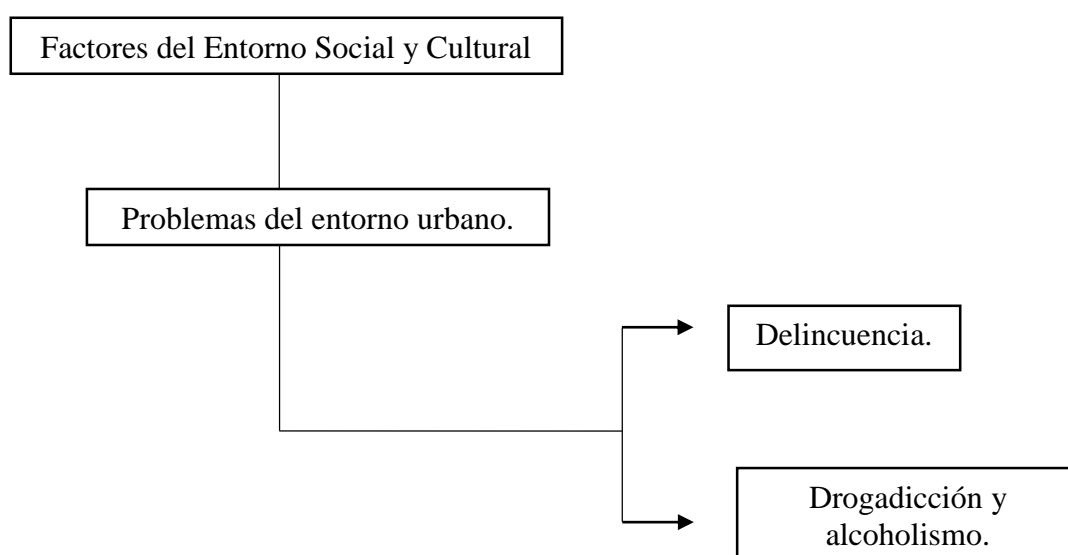 Factores del Entorno Social y Cultural
Problemas del entorno urbano.
Delincuencia.
Drogadicción y
alcoholismo.